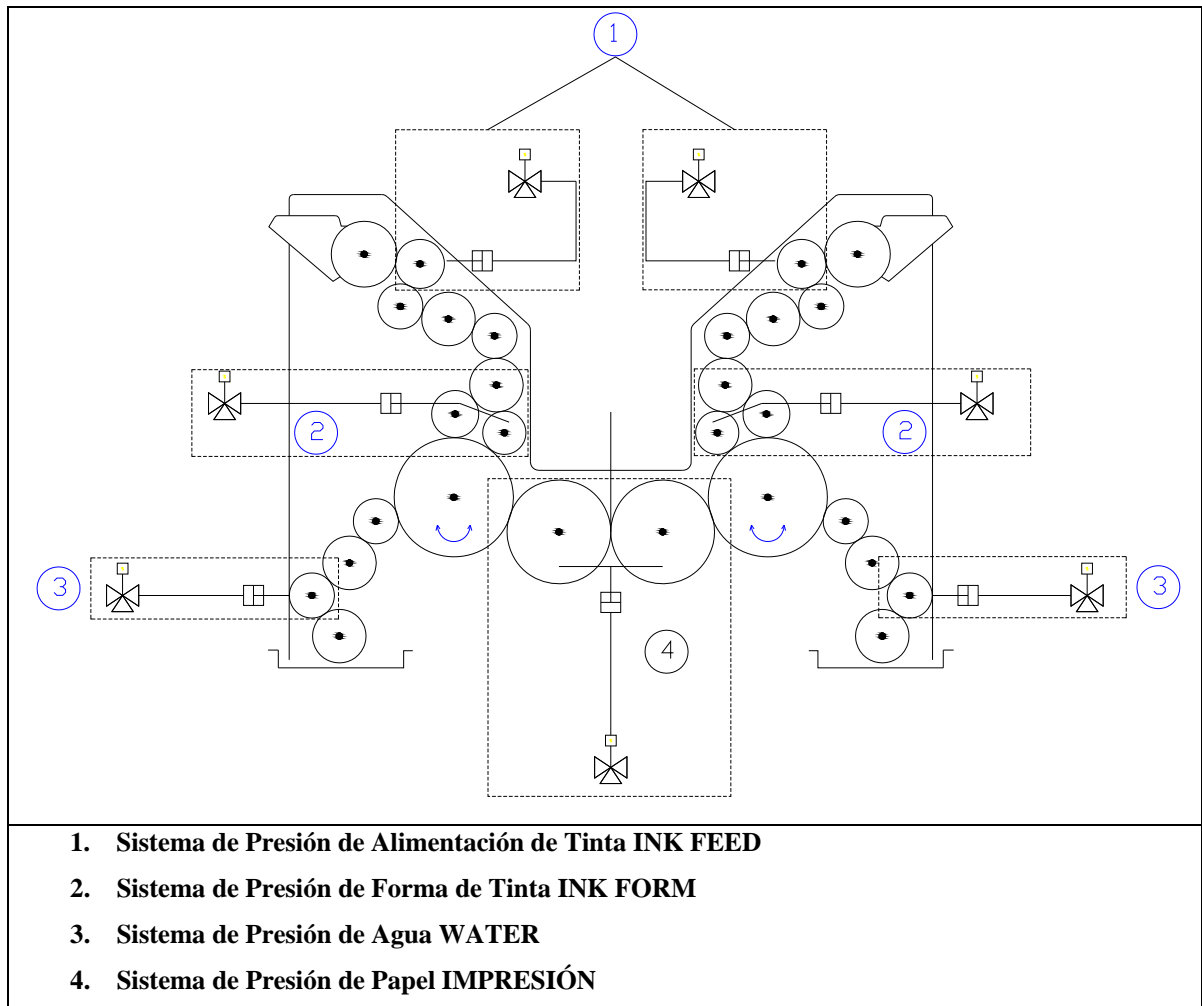 1
2
2
3
3
4
1. Sistema de Presión de Alimentación de Tinta INK FEED
2. Sistema de Presión de Forma de Tinta INK FORM
3. Sistema de Presión de Agua WATER
4. Sistema de Presión de Papel IMPRESIÓN